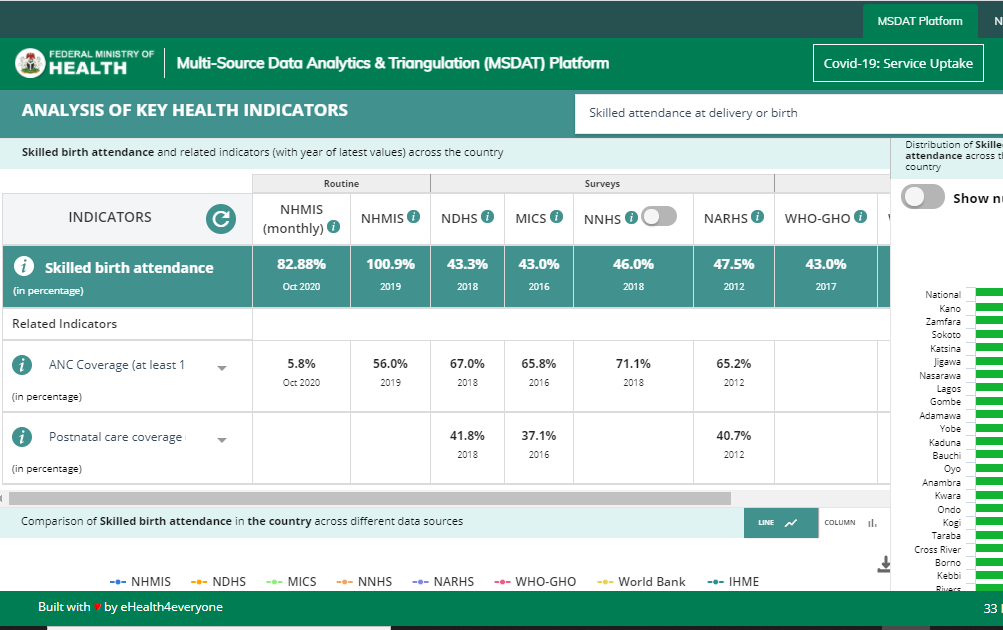 MSDAT Platform
N
FEDERAL MINISTRY OF
HEALTH
Multi-Source Data Analytics & Triangulation (MSDAT) Platform
Covid-19: Service Uptake
ANALYSIS OF KEY HEALTH INDICATORS
Skilled attendance at delivery or birth
Skilled birth attendance and related indicators (with year of latest values) across the country
Distribution of Skille
attendance across t
country
Show nu
Routine Surveys
INDICATORS
NHMIS
(monthly) i
NHMIS i
NDHS i
MICS i
NNHS i
NARHS i
WHO-GHO i
i Skilled birth attendance
(in percentage)
82.88% 100.9% 43.3% 43.0% 46.0% 47.5% 43.0%
Oct 2020 2019 2018 2016 2018 2012 2017
Related Indicators
i ANC Coverage (at least 1
(in percentage)
5.8% 56.0% 67.0% 65.8% 71.1% 65.2%
Oct 2020 2019 2018 2016 2018 2012
i Postnatal care coverage
(in percentage)
41.8% 37.1% 40.7%
2018 2016 2012
National
Kano
Zamfara
Sokoto
Katsina
Jigawa
Nasarawa
Lagos
Gombe
Adamawa
Yobe
Kaduna
Bauchi
Oyo
Anambra
Kwara
Ondo
Kogi
Taraba
Cross River
Borno
Kebbi
Rivers
Comparison of Skilled birth attendance in the country across different data sources
LINE
COLUMN
NHMIS NDHS MICS NNHS NARHS WHO-GHO World Bank IHME
Built with ♥ by eHealth4everyone
33